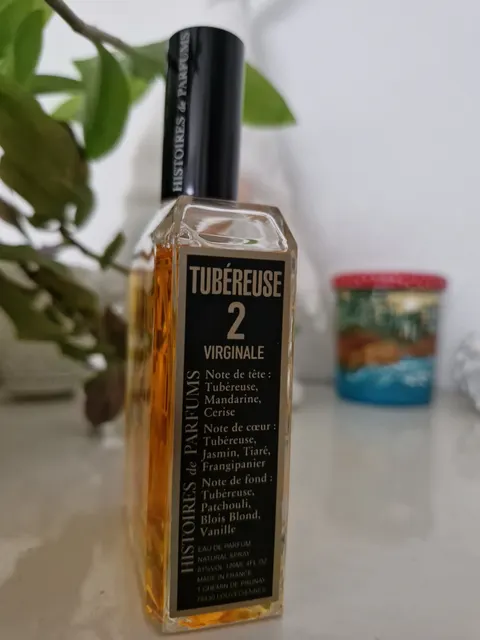 HISTOIRES de PARFUMS
TUBÉREUSE
2
VIRGINALE
Note de tête :
Tubéreuse,
Mandarine,
Cerise
Note de cœur :
Tubéreuse,
Jasmin, Tiaré,
Frangipanier
Note de fond :
Tubéreuse,
Patchouli,
Blois Blond,
Vanille
HISTOIRES de PARFUMS
EAU DE PARFUM
NATURAL SPRAY
MADE IN FRANCE